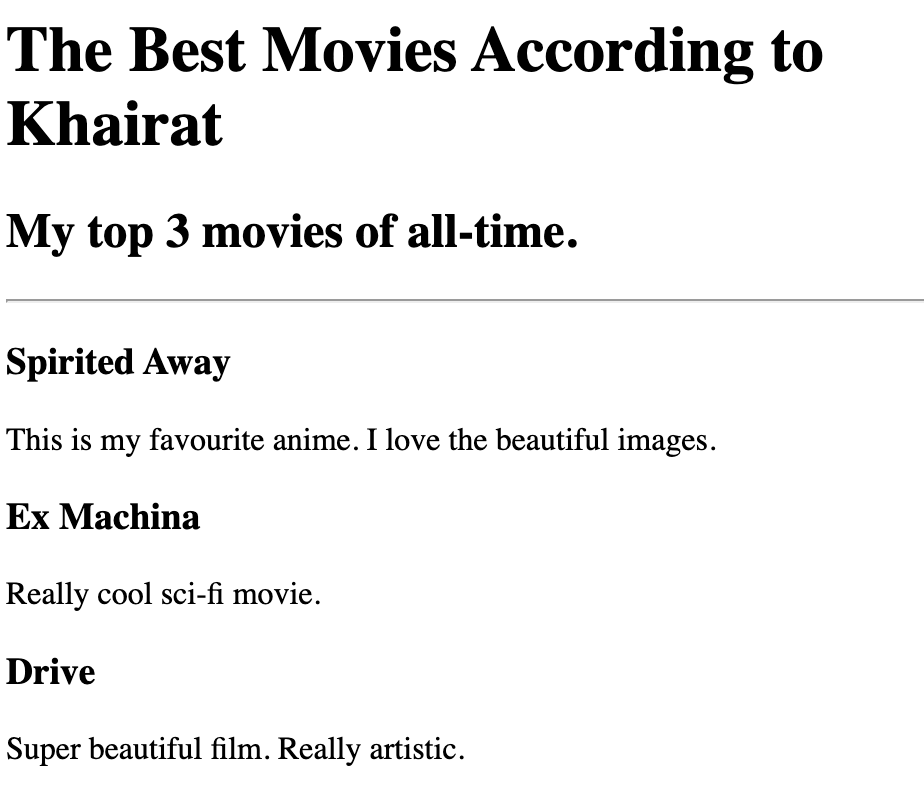 The Best Movies According to
Khairat
My top 3 movies of all-time.
Spirited Away
This is my favourite anime. I love the beautiful images.
Ex Machina
Really cool sci-fi movie.
Drive
Super beautiful film. Really artistic.